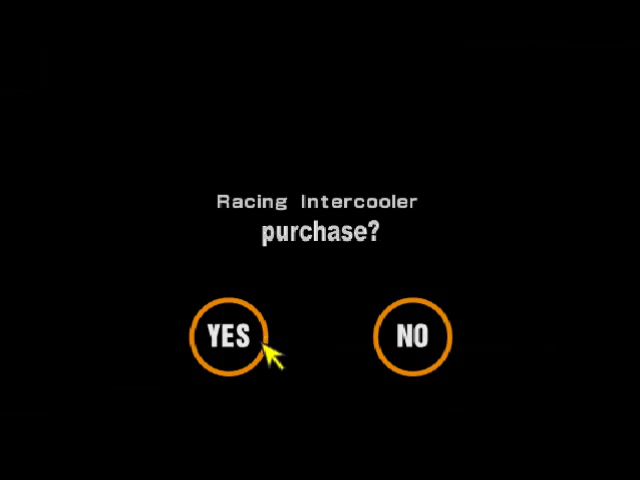 Racing Intercooler
purchase?
YES NO